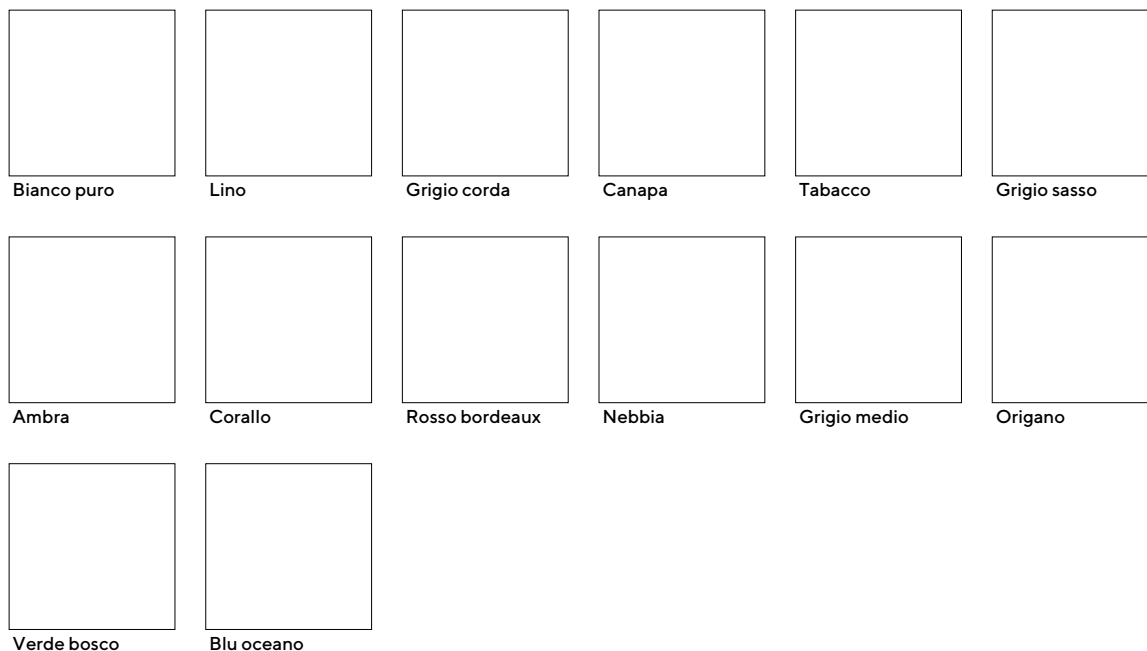 Bianco puro
Lino
Grigio corda
Canapa
Tabacco
Grigio sasso
Ambra
Corallo
Rosso bordeaux
Nebbia
Grigio medio
Origano
Verde bosco
Blu oceano